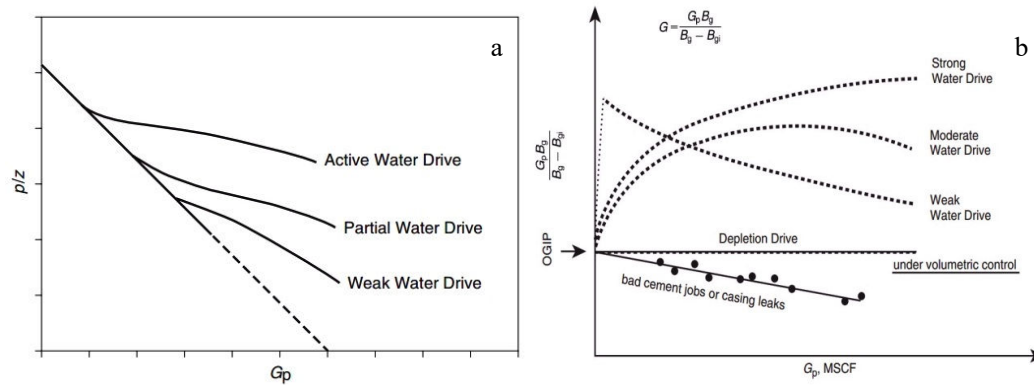 a
p/z
Active Water Drive
Partial Water Drive
Weak Water Drive
Gp
b
G = GpBg / Bg – Bgi
GpBg / Bg – Bgi
Strong
Water Drive
Moderate
Water Drive
Weak
Water Drive
Depletion Drive
OGIP
under volumetric control
bad cement jobs or casing leaks
Gp, MSCF